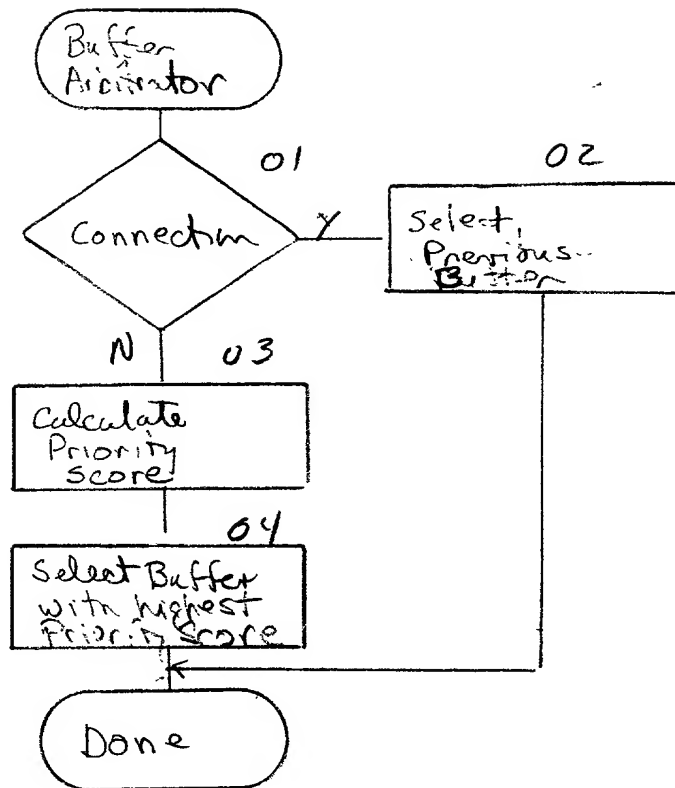 Buffer
Arbitrator
01
02
Connection
Y
Select
Previous
Button
N
03
Calculate
Priority
Score
04
Select Buffer
with highest
Priority Score
Done